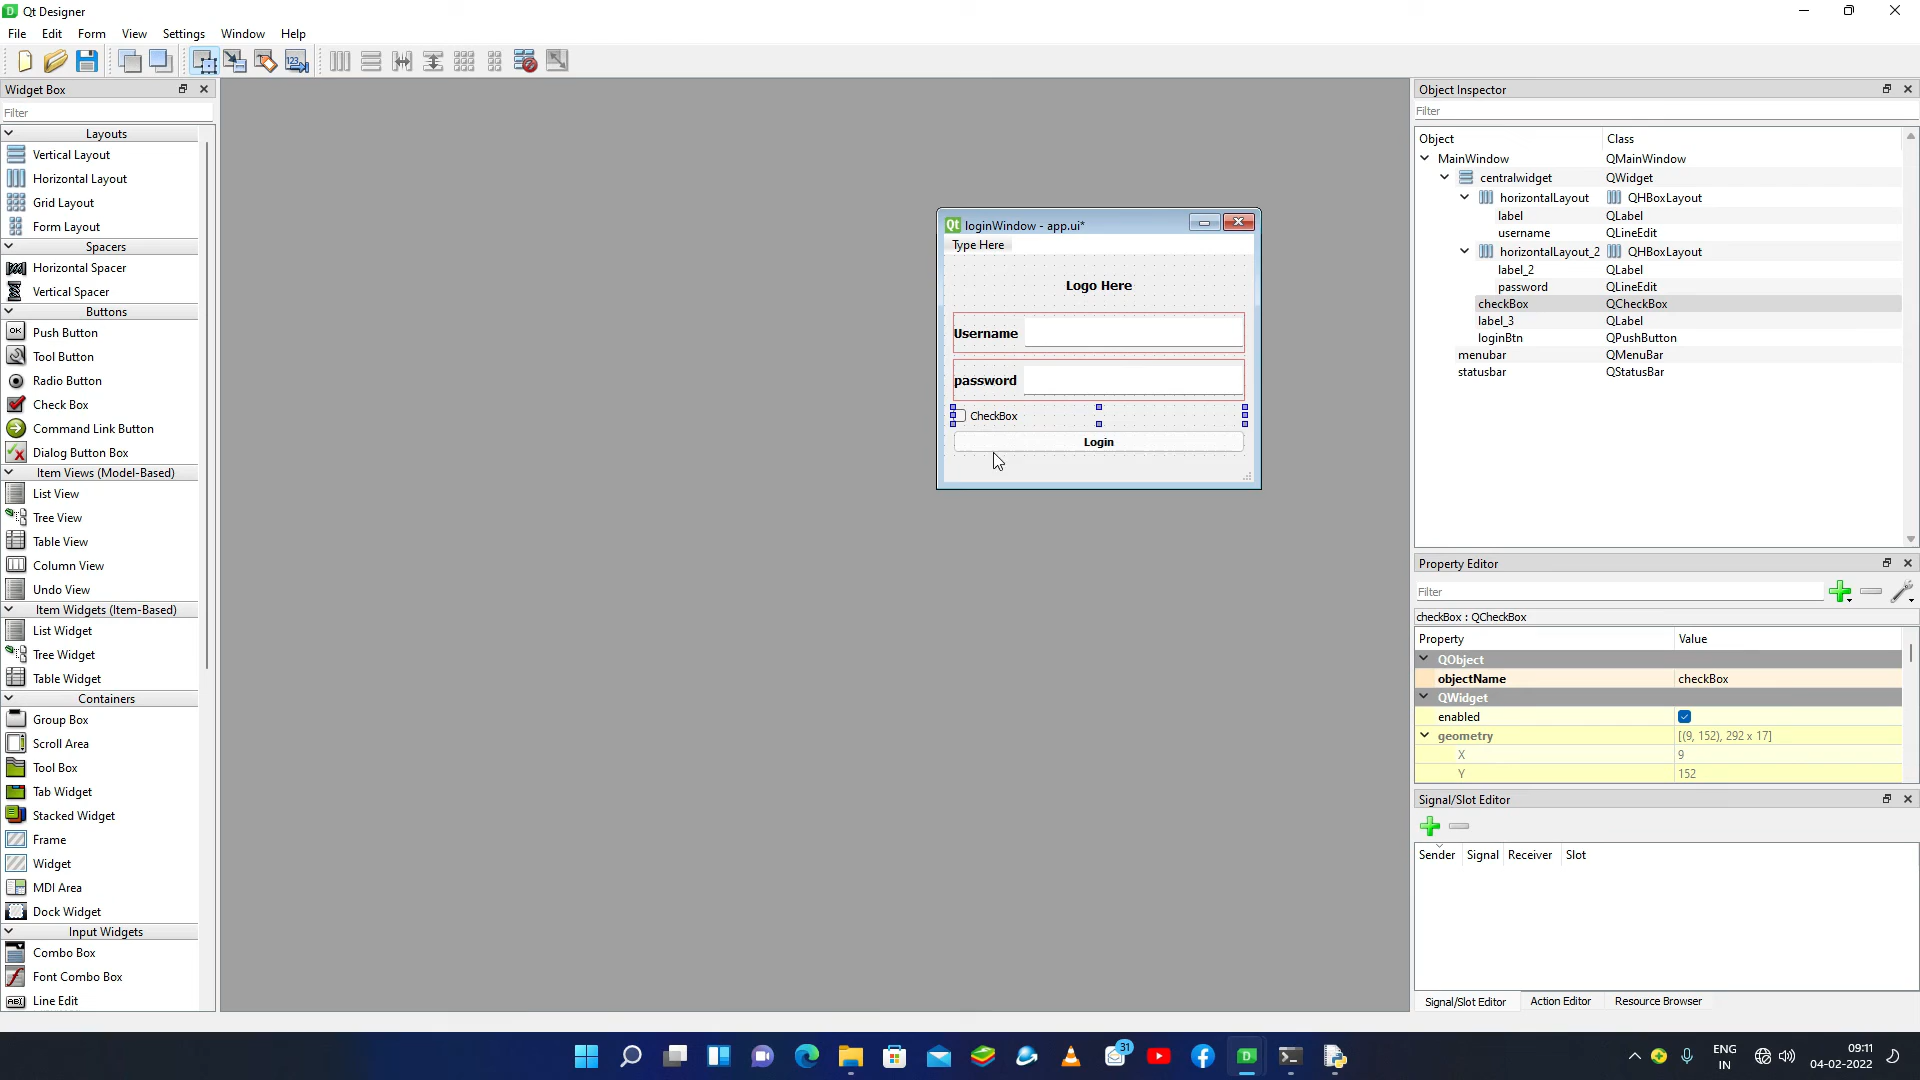 Qt Designer
File Edit Form View Settings Window Help
Widget Box
Filter
Layouts
Vertical Layout
Horizontal Layout
Grid Layout
Form Layout
Spacers
Horizontal Spacer
Vertical Spacer
Buttons
Push Button
Tool Button
Radio Button
Check Box
Command Link Button
Dialog Button Box
Item Views (Model-Based)
List View
Tree View
Table View
Column View
Undo View
Item Widgets (Item-Based)
List Widget
Tree Widget
Table Widget
Containers
Group Box
Scroll Area
Tool Box
Tab Widget
Stacked Widget
Frame
Widget
MDI Area
Dock Widget
Input Widgets
Combo Box
Font Combo Box
Line Edit
loginWindow - app.ui*
Type Here
Logo Here
Username
password
CheckBox
Login
Object Inspector
Filter
Object Class
MainWindow QMainWindow
centralwidget QWidget
horizontalLayout QHBoxLayout
label QLabel
username QLineEdit
horizontalLayout_2 QHBoxLayout
label_2 QLabel
password QLineEdit
checkBox QCheckBox
label_3 QLabel
loginBtn QPushButton
menubar QMenuBar
statusbar QStatusBar
Property Editor
Filter
checkBox : QCheckBox
Property Value
QObject
objectName checkBox
QWidget
enabled
geometry [(9, 152), 292 x 17]
X 9
Y 152
Signal/Slot Editor
Sender Signal Receiver Slot
Signal/Slot Editor Action Editor Resource Browser
31
ENG
IN
09:11
04-02-2022